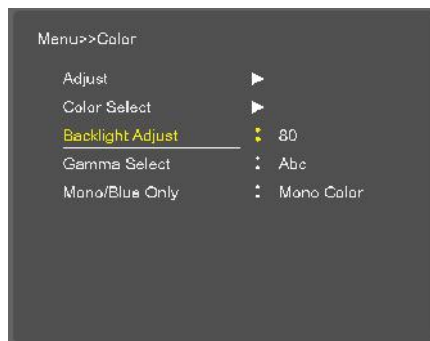 Menu>>Color
Adjust
Color Select
Backlight Adjust : 80
Gamma Select : Abc
Mono/Blue Only : Mono Color